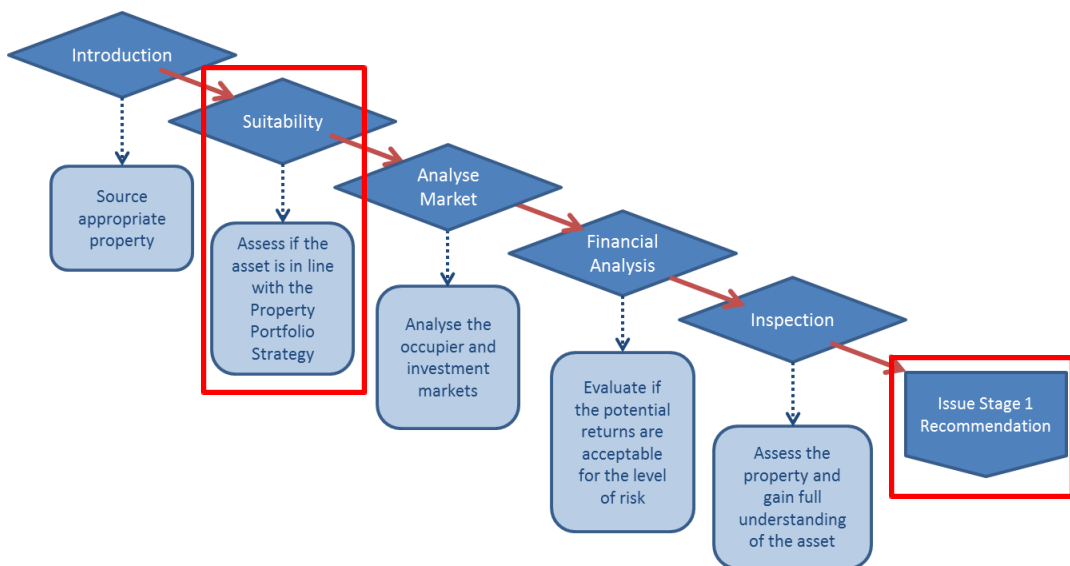 Introduction
Source
appropriate
property
Suitability
Assess if the
asset is in line
with the
Property
Portfolio
Strategy
Analyse
Market
Analyse the
occupier and
investment
markets
Financial
Analysis
Evaluate if
the potential
returns are
acceptable
for the level
of risk
Inspection
Assess the
property and
gain full
understanding
of the asset
Issue Stage 1
Recommendation